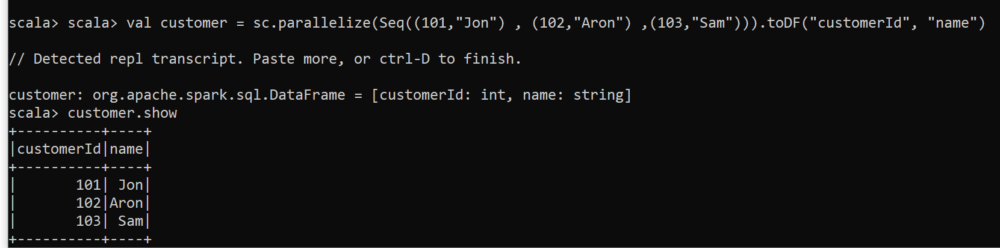 scala> scala> val customer = sc.parallelize(Seq((101,"Jon") , (102,"Aron") ,(103,"Sam"))).toDF("customerId", "name")
// Detected repl transcript. Paste more, or ctrl-D to finish.
customer: org.apache.spark.sql.DataFrame = [customerId: int, name: string]
scala> customer.show
+----------+----+
|customerId|name|
+----------+----+
|       101| Jon|
|       102|Aron|
|       103| Sam|
+----------+----+